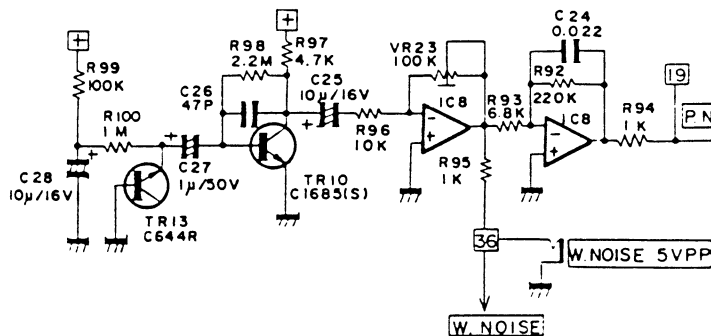 +
R99
100K
R100
1M
+
C28
10μ/16V
TR13
C644R
+
C27
1μ/50V
C26
47P
R98
2.2M
+
R97
4.7K
TR10
C1685(S)
C25
10μ/16V
+
R96
10K
VR23
100K
IC8
-
+
R95
1K
R93
6.8K
C24
0.022
R92
220K
IC8
-
+
R94
1K
19
P.N
36
W.NOISE 5VPP
W. NOISE